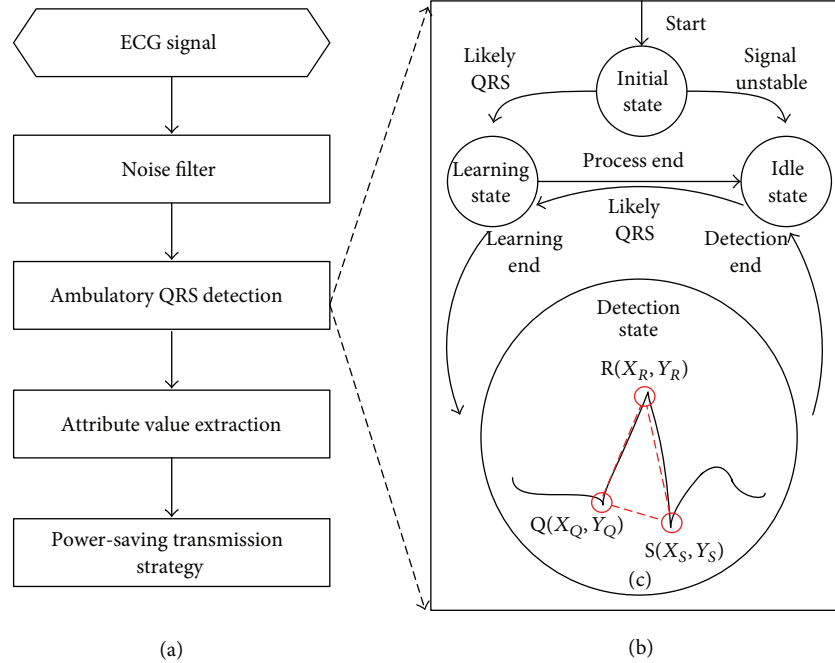 ECG signal
Noise filter
Ambulatory QRS detection
Attribute value extraction
Power-saving transmission
strategy
(a)
Start
Likely
QRS
Initial
state
Signal
unstable
Learning
state
Process end
Idle
state
Likely
QRS
Learning
end
Detection
end
Detection
state
R(X_R, Y_R)
Q(X_Q, Y_Q)
S(X_S, Y_S)
(c)
(b)